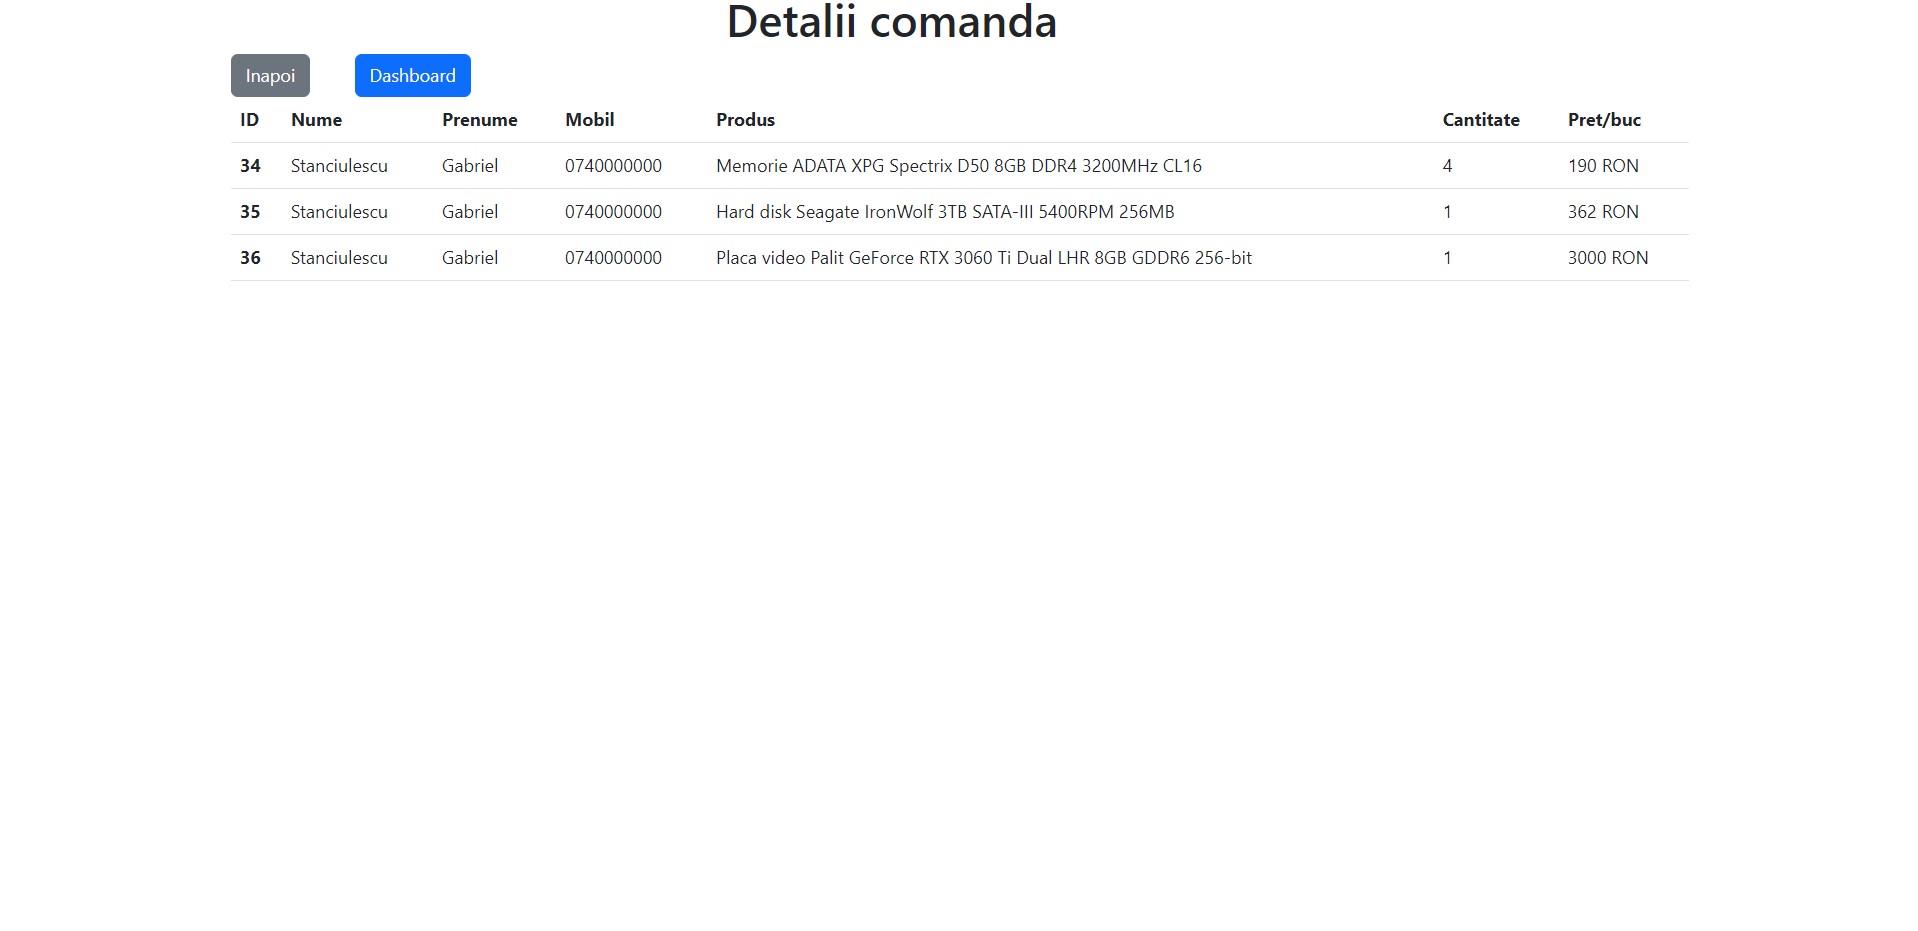 Detalii comanda
Inapoi Dashboard
ID Nume Prenume Mobil Produs Cantitate Pret/buc
34 Stanciulescu Gabriel 0740000000 Memorie ADATA XPG Spectrix D50 8GB DDR4 3200MHz CL16 4 190 RON
35 Stanciulescu Gabriel 0740000000 Hard disk Seagate IronWolf 3TB SATA-III 5400RPM 256MB 1 362 RON
36 Stanciulescu Gabriel 0740000000 Placa video Palit GeForce RTX 3060 Ti Dual LHR 8GB GDDR6 256-bit 1 3000 RON